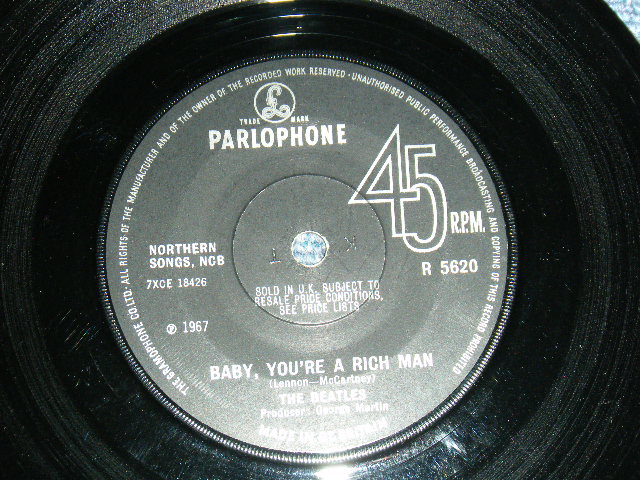 THE GRAMOPHONE CO. LTD. ALL RIGHTS OF THE MANUFACTURER AND OF THE OWNER OF THE RECORDED WORK RESERVED · UNAUTHORISED PUBLIC PERFORMANCE BROADCASTING AND COPYING OF THIS RECORD PROHIBITED
£
TRADE MARK
PARLOPHONE
45 R.P.M.
R 5620
NORTHERN SONGS, NCB
7XCE 18426
℗ 1967
K T
SOLD IN U.K. SUBJECT TO
RESALE PRICE CONDITIONS,
SEE PRICE LISTS
BABY, YOU'RE A RICH MAN
(Lennon—McCartney)
THE BEATLES
Producer: George Martin
MADE IN GT. BRITAIN